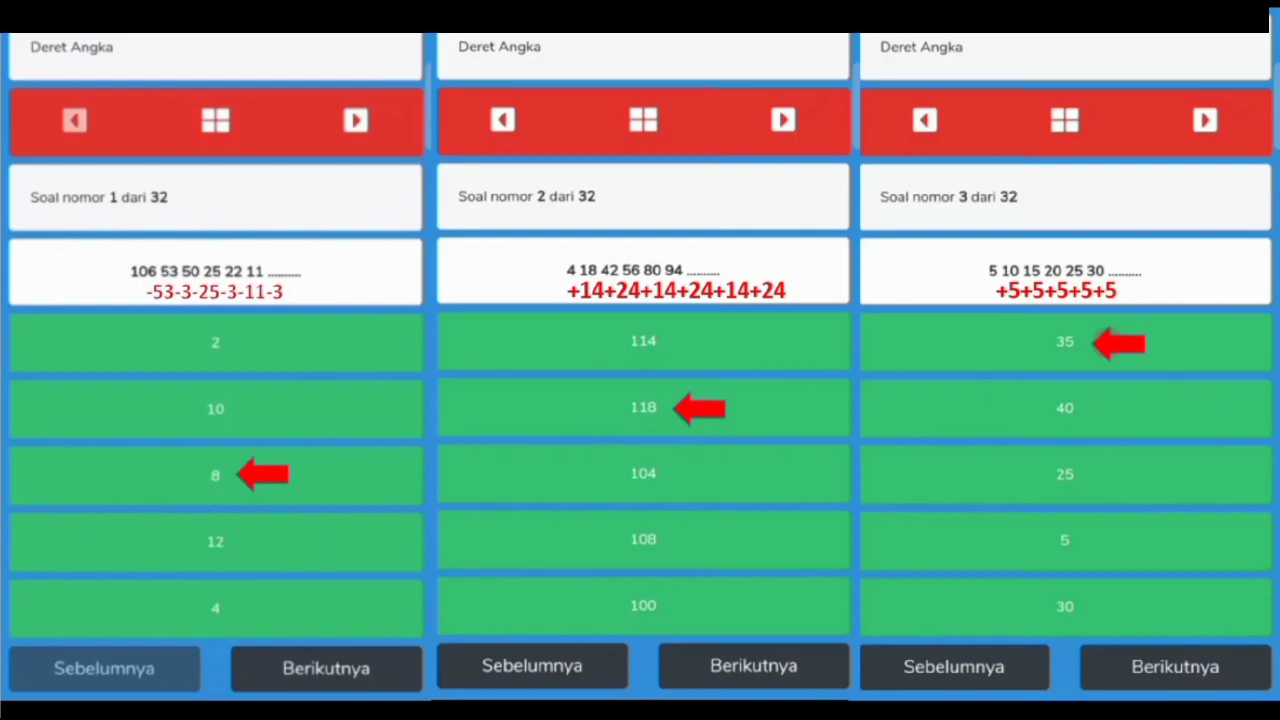 Deret Angka
Soal nomor 1 dari 32
106 53 50 25 22 11 ..........
-53-3-25-3-11-3
2
10
8
12
4
Sebelumnya
Berikutnya
Deret Angka
Soal nomor 2 dari 32
4 18 42 56 80 94 ..........
+14+24+14+24+14+24
114
118
104
108
100
Sebelumnya
Berikutnya
Deret Angka
Soal nomor 3 dari 32
5 10 15 20 25 30 ..........
+5+5+5+5+5
35
40
25
5
30
Sebelumnya
Berikutnya